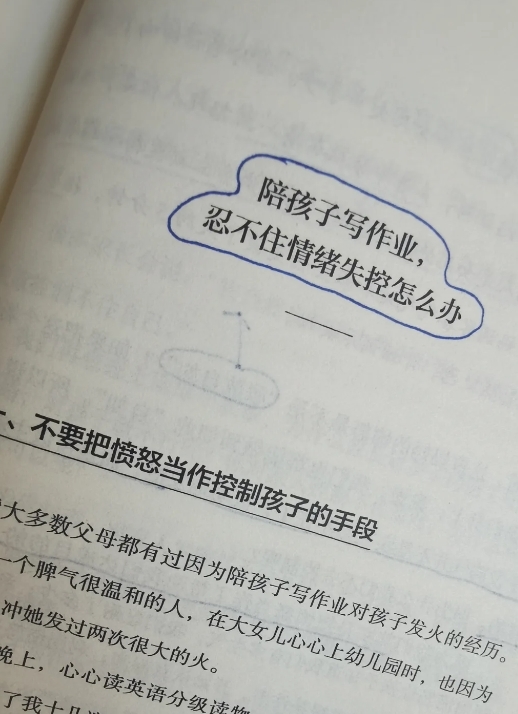 陪孩子写作业，
忍不住情绪失控怎么办
一、不要把愤怒当作控制孩子的手段
大多数父母都有过因为陪孩子写作业对孩子发火的经历。
一个脾气很温和的人，在大女儿心心上幼儿园时，也因为
冲她发过两次很大的火。
晚上，心心读英语分级读物
了我十几